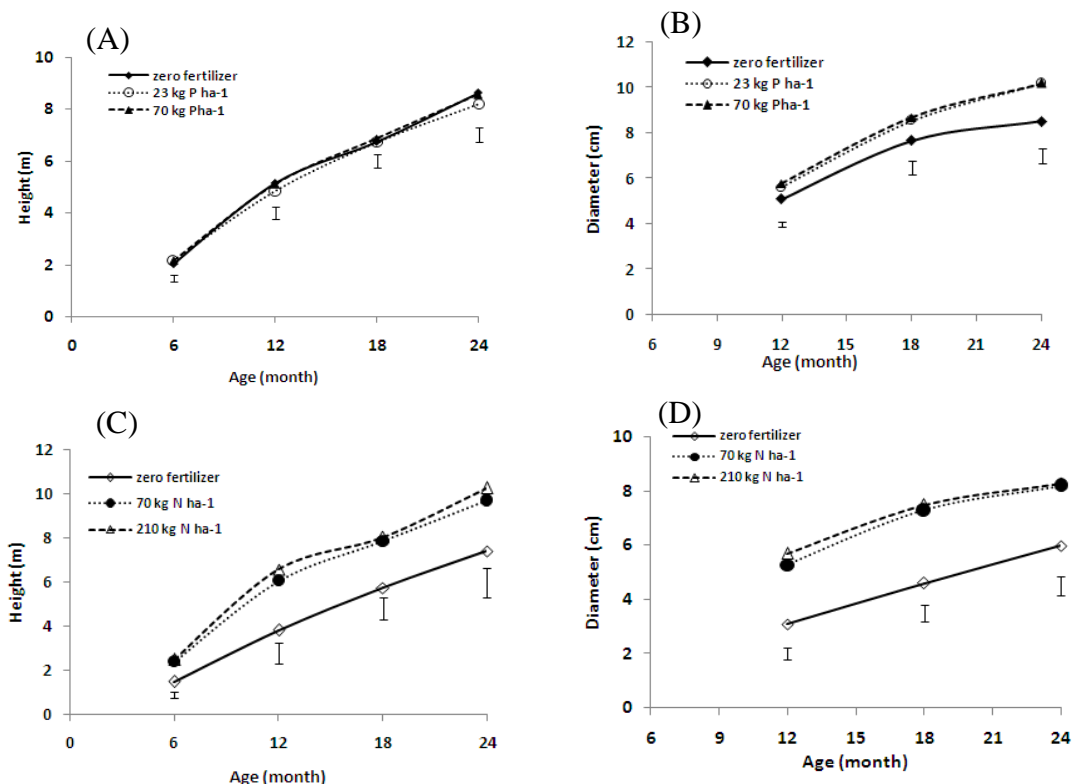 (A)
10
8
6
4
2
0
Height (m)
zero fertilizer
23 kg P ha-1
70 kg Pha-1
0 6 12 18 24
Age (month)
(B)
12
10
8
6
4
2
0
Diameter (cm)
zero fertilizer
23 kg P ha-1
70 kg Pha-1
6 9 12 15 18 21 24
Age (month)
(C)
12
10
8
6
4
2
0
Height (m)
zero fertilizer
70 kg N ha-1
210 kg N ha-1
0 6 12 18 24
Age (month)
(D)
10
8
6
4
2
0
Diameter (cm)
zero fertilizer
70 kg N ha-1
210 kg N ha-1
6 9 12 15 18 21 24
Age (month)